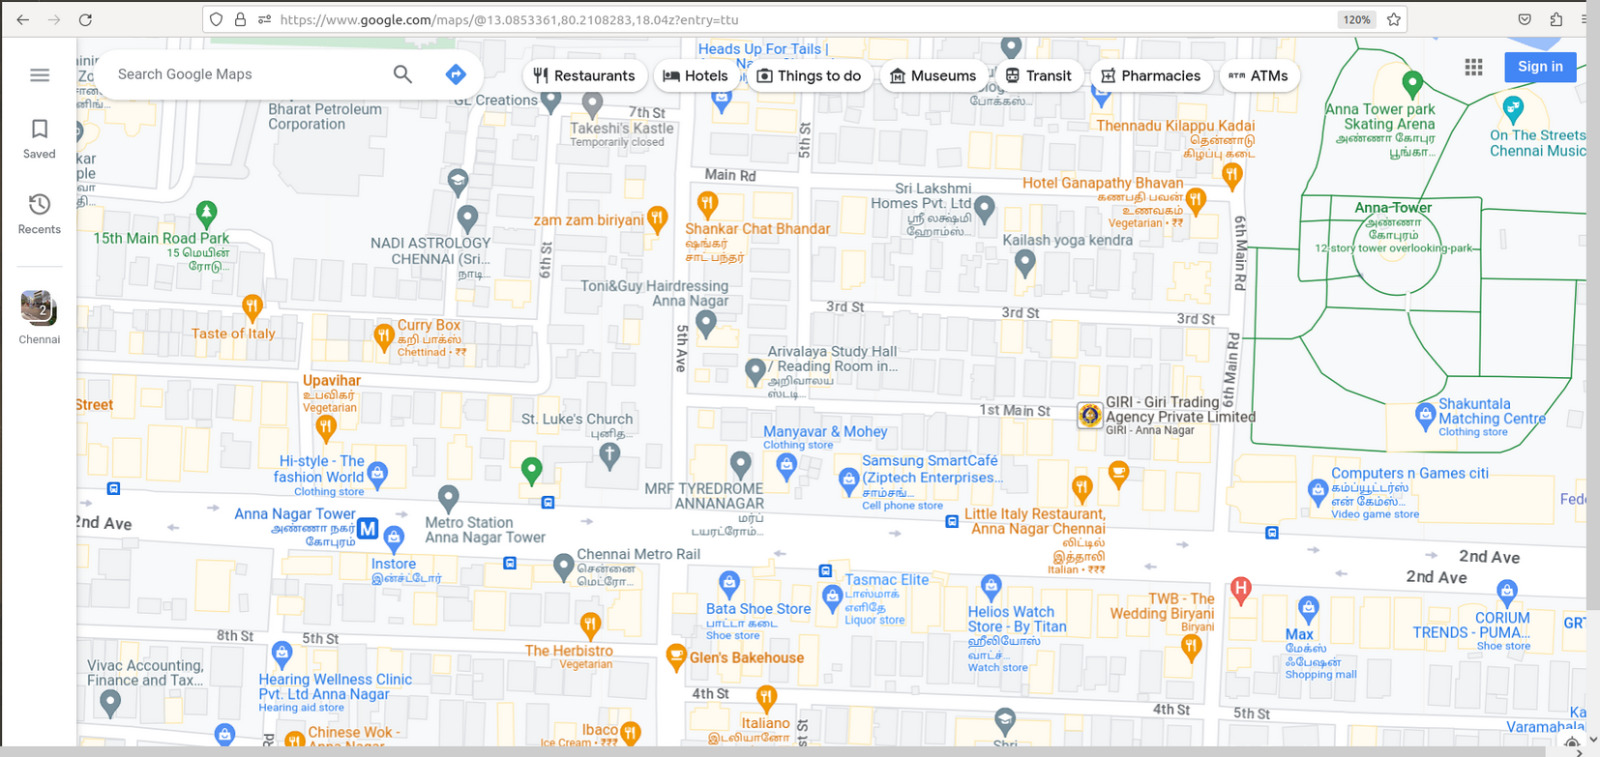 https://www.google.com/maps/@13.0853361,80.2108283,18.04z?entry=ttu
120%
Search Google Maps
Restaurants
Hotels
Things to do
Museums
Transit
Pharmacies
ATMs
Sign in
Saved
Recents
2
Chennai
Heads Up For Tails |
Bharat Petroleum
Corporation
GL Creations
7th St
Takeshi's Kastle
Temporarily closed
5th St
Main Rd
போக்கஸ்...
Thennadu Kilappu Kadai
தென்னாடு
கிழப்பு கடை
Anna Tower park
Skating Arena
அண்ணா கோபுர
பூங்கா...
On The Streets
Chennai Music
15th Main Road Park
15 மெயின்
ரோடு...
NADI ASTROLOGY
CHENNAI (Sri...
நாடி...
zam zam biriyani
Shankar Chat Bhandar
ஷங்கர்
சாட் பந்தர்
6th St
Sri Lakshmi
Homes Pvt. Ltd
ஸ்ரீ லக்ஷ்மி
ஹோம்ஸ்...
Hotel Ganapathy Bhavan
கணபதி பவன்
உணவகம்
Vegetarian • ₹₹
Kailash yoga kendra
6th Main Rd
Anna Tower
அண்ணா
கோபுரம்
12-story tower overlooking park
Toni&Guy Hairdressing
Anna Nagar
3rd St
3rd St
3rd St
Taste of Italy
Curry Box
கறி பாக்ஸ்
Chettinad • ₹₹
5th Ave
Arivalaya Study Hall
/ Reading Room in...
அறிவாலய
ஸ்டடி...
6th Main Rd
Upavihar
உபவிகர்
Vegetarian
Street
St. Luke's Church
புனித
1st Main St
GIRI - Giri Trading
Agency Private Limited
GIRI - Anna Nagar
Shakuntala
Matching Centre
Clothing store
Manyavar & Mohey
Clothing store
Hi-style - The
fashion World
Clothing store
Samsung SmartCafé
(Ziptech Enterprises...
சாம்சங்...
Cell phone store
Computers n Games citi
கம்ப்யூட்டர்ஸ்
என் கேம்ஸ்...
Video game store
MRF TYREDROME
ANNANAGAR
மர்ப்
டயர்ட்ரோம்...
Anna Nagar Tower
அண்ணா நகர்
கோபுரம்
M
2nd Ave
Metro Station
Anna Nagar Tower
Little Italy Restaurant,
Anna Nagar Chennai
லிட்டில்
இத்தாலி
Italian • ₹₹₹
2nd Ave
2nd Ave
Instore
இன்ச்ட்டோர்
Chennai Metro Rail
சென்னை
மெட்ரோ...
Bata Shoe Store
பாட்டா கடை
Shoe store
Tasmac Elite
டாஸ்மாக்
எளிதே
Liquor store
Helios Watch
Store - By Titan
ஹீலியோஸ்
வாட்ச்...
Watch store
TWB - The
Wedding Biryani
Biryani
H
Max
மேக்ஸ்
ஃபேஷன்
Shopping mall
CORIUM
TRENDS - PUMA...
Shoe store
8th St
5th St
The Herbistro
Vegetarian
Glen's Bakehouse
Vivac Accounting,
Finance and Tax...
Hearing Wellness Clinic
Pvt. Ltd Anna Nagar
Hearing aid store
4th St
4th St
5th St
Italiano
இடலியானோ
Ibaco
Ice Cream • ₹₹₹
Chinese Wok -
Varamahal